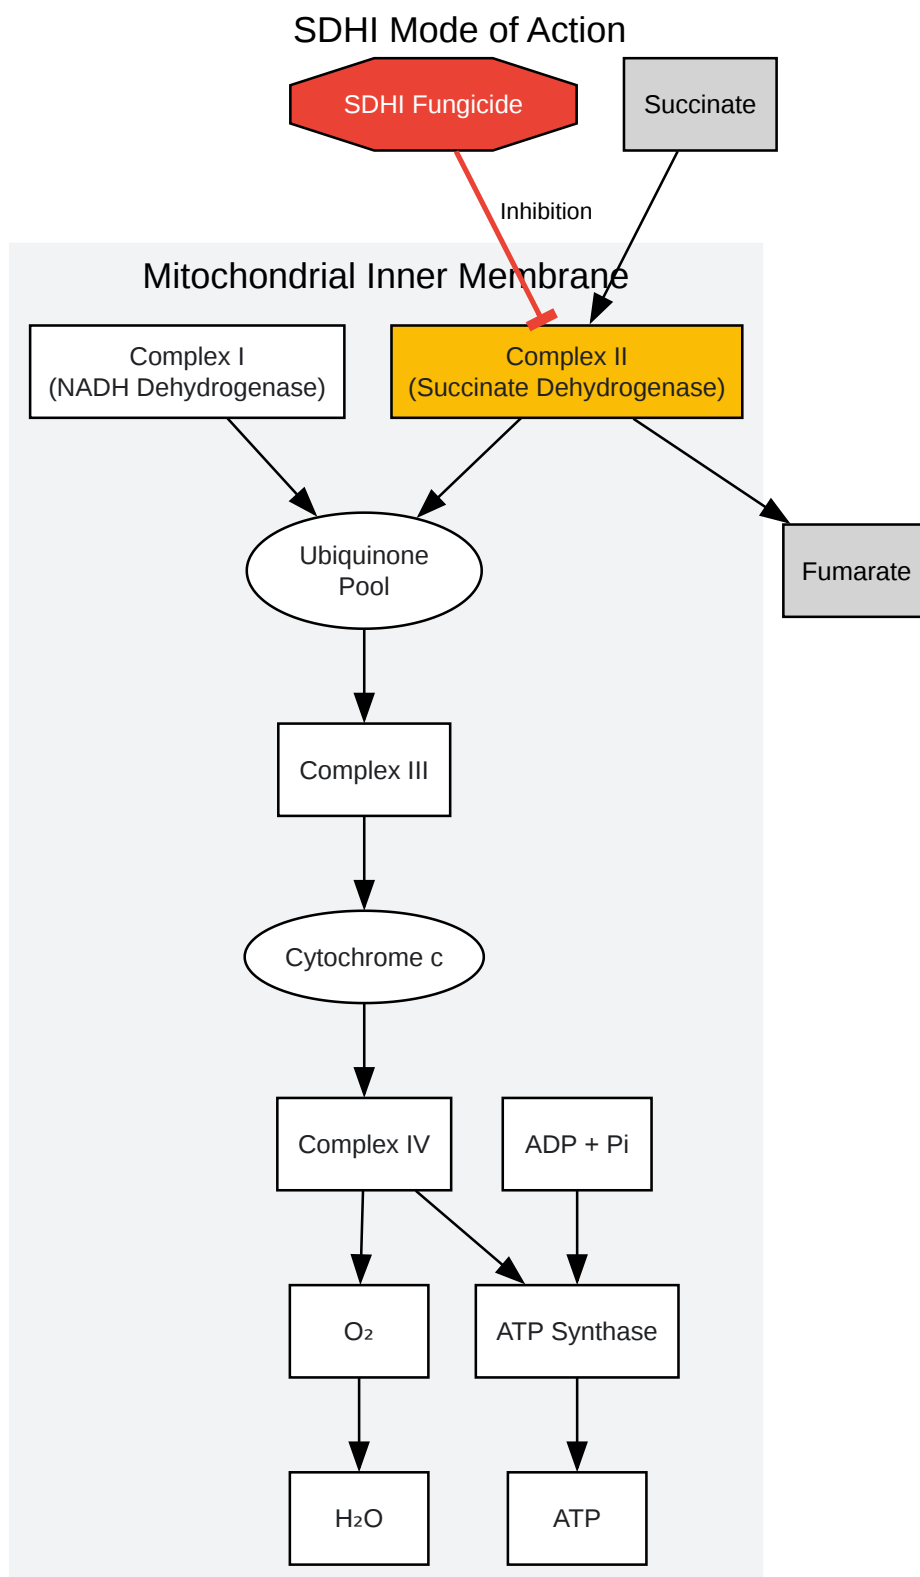 SDHI Mode of Action
SDHI Fungicide
Succinate
Inhibition
Mitochondrial Inner Membrane
Complex I
(NADH Dehydrogenase)
Complex II
(Succinate Dehydrogenase)
Ubiquinone
Pool
Fumarate
Complex III
Cytochrome c
Complex IV
ADP + Pi
O₂
ATP Synthase
H₂O
ATP